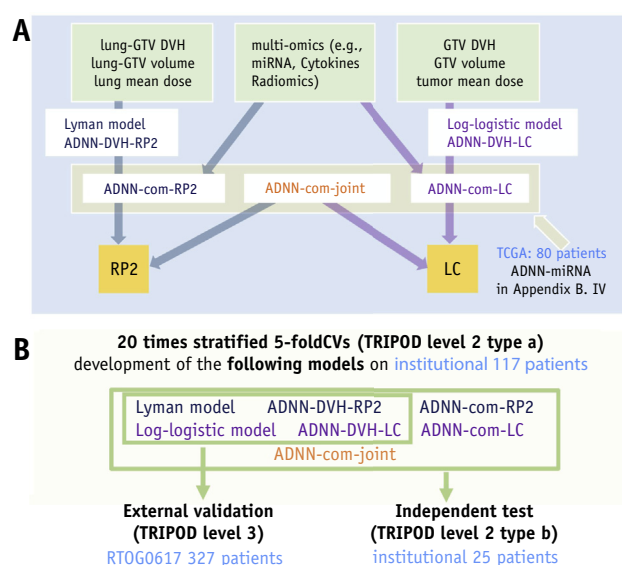 A
lung-GTV DVH
lung-GTV volume
lung mean dose
multi-omics (e.g.,
miRNA, Cytokines
Radiomics)
GTV DVH
GTV volume
tumor mean dose
Lyman model
ADNN-DVH-RP2
Log-logistic model
ADNN-DVH-LC
ADNN-com-RP2
ADNN-com-joint
ADNN-com-LC
RP2
LC
TCGA: 80 patients
ADNN-miRNA
in Appendix B. IV
B
20 times stratified 5-foldCVs (TRIPOD level 2 type a)
development of the following models on institutional 117 patients
Lyman model ADNN-DVH-RP2 ADNN-com-RP2
Log-logistic model ADNN-DVH-LC ADNN-com-LC
ADNN-com-joint
External validation
(TRIPOD level 3)
RTOG0617 327 patients
Independent test
(TRIPOD level 2 type b)
institutional 25 patients